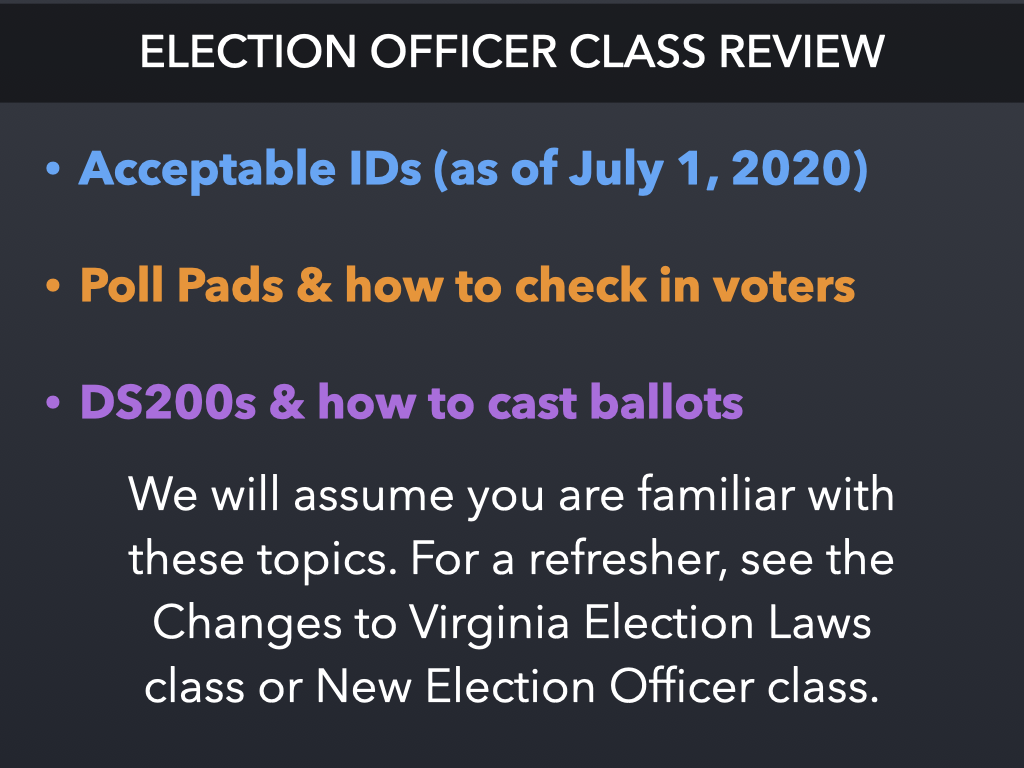 ELECTION OFFICER CLASS REVIEW
• Acceptable IDs (as of July 1, 2020)
• Poll Pads & how to check in voters
• DS200s & how to cast ballots
We will assume you are familiar with
these topics. For a refresher, see the
Changes to Virginia Election Laws
class or New Election Officer class.